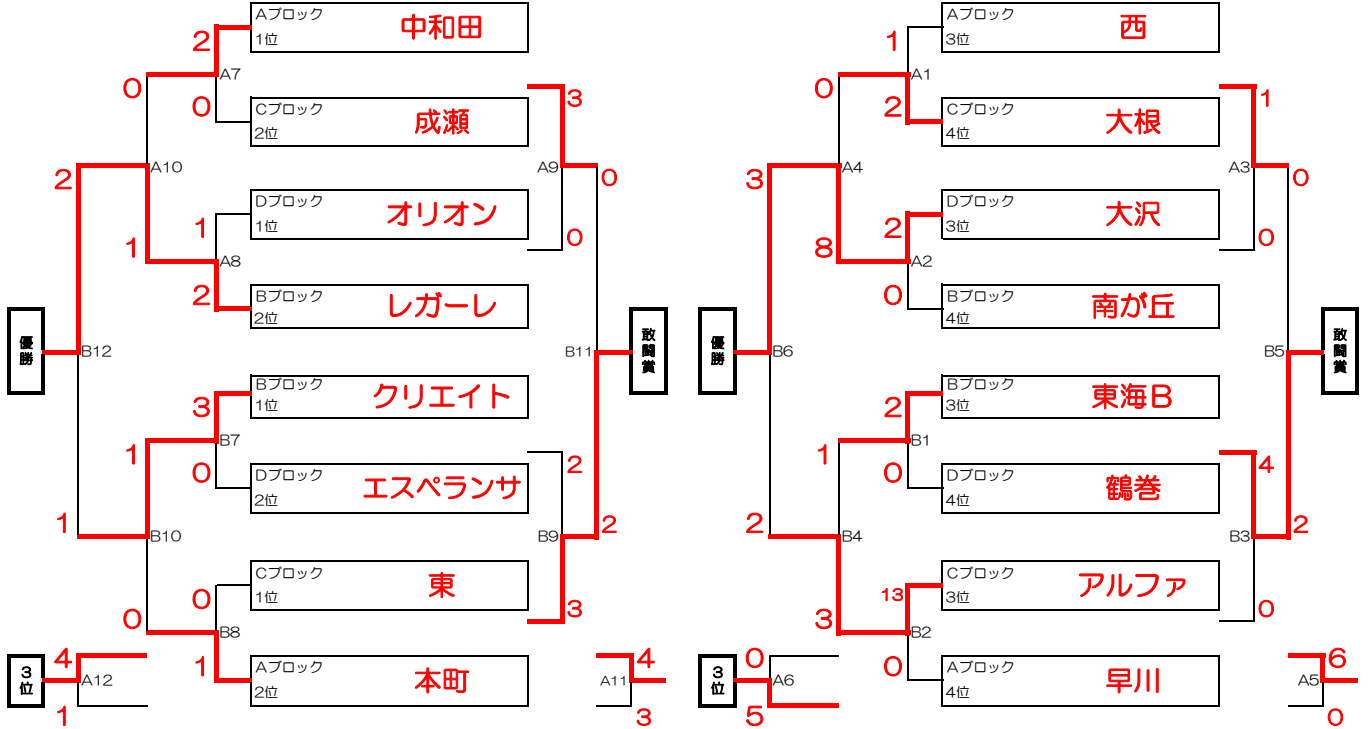 Aブロック
1位
中和田
2
A7
0
0
Cブロック
2位
成瀬
3
A10
A9
2
0
Dブロック
1位
オリオン
1
1
0
A8
2
Bブロック
2位
レガーレ
優勝
B12
B11
敢闘賞
Bブロック
1位
クリエイト
3
1
B7
0
Dブロック
2位
エスペランサ
2
1
B10
B9
2
Cブロック
1位
東
0
3
0
B8
1
Aブロック
2位
本町
3位
4
A12
1
4
A11
3
Aブロック
3位
西
1
A1
0
2
Cブロック
4位
大根
1
A4
A3
3
0
Dブロック
3位
大沢
2
8
0
A2
0
Bブロック
4位
南が丘
優勝
B6
B5
敢闘賞
Bブロック
3位
東海B
2
1
B1
0
Dブロック
4位
鶴巻
4
2
B4
B3
2
Cブロック
3位
アルファ
13
3
0
B2
0
Aブロック
4位
早川
3位
0
A6
5
6
A5
0